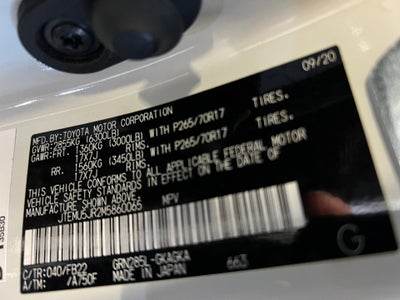 MFD.BY:TOYOTA MOTOR CORPORATION 09/20
GVWR:2855KG (6300LB)
GAWR:FRT. 1360KG (3000LB) WITH P265/70R17 TIRES.
17X7J RIMS.
RR. 1560KG (3450LB) WITH P265/70R17 TIRES.
17X7J RIMS.
THIS VEHICLE CONFORMS TO ALL APPLICABLE FEDERAL MOTOR
VEHICLE SAFETY STANDARDS IN EFFECT ON THE DATE OF
MANUFACTURE SHOWN ABOVE.
JTEMU5JR2M5860065 MPV
C/TR:040/FB22 GRN285L-GKAGKA
A/TM: /A750F MADE IN JAPAN 663
G